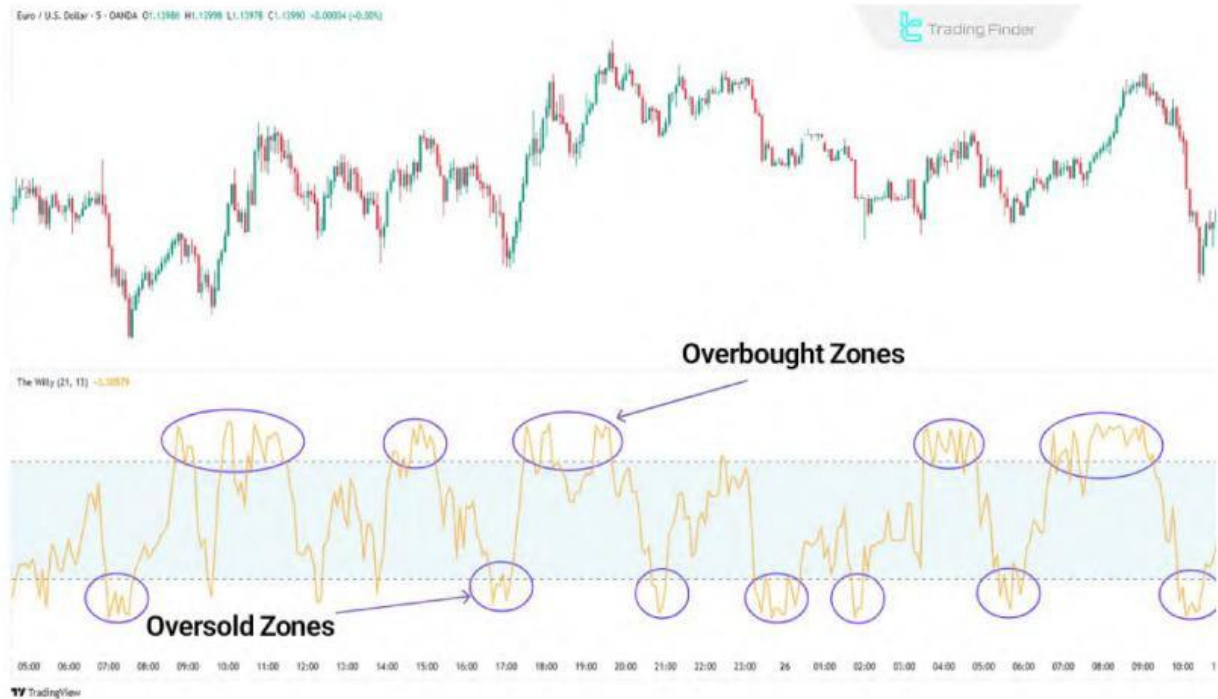 Euro / U.S. Dollar · 5 · OANDA O1.13986 H1.13998 L1.13978 C1.13990 +0.00004 (+0.00%)
Trading Finder
Overbought Zones
The Willy (21, 13)
Oversold Zones
05:00 06:00 07:00 08:00 09:00 10:00 11:00 12:00 13:00 14:00 15:00 16:00 17:00 18:00 19:00 20:00 21:00 22:00 23:00 26 01:00 02:00 03:00 04:00 05:00 06:00 07:00 08:00 09:00 10:00
TradingView